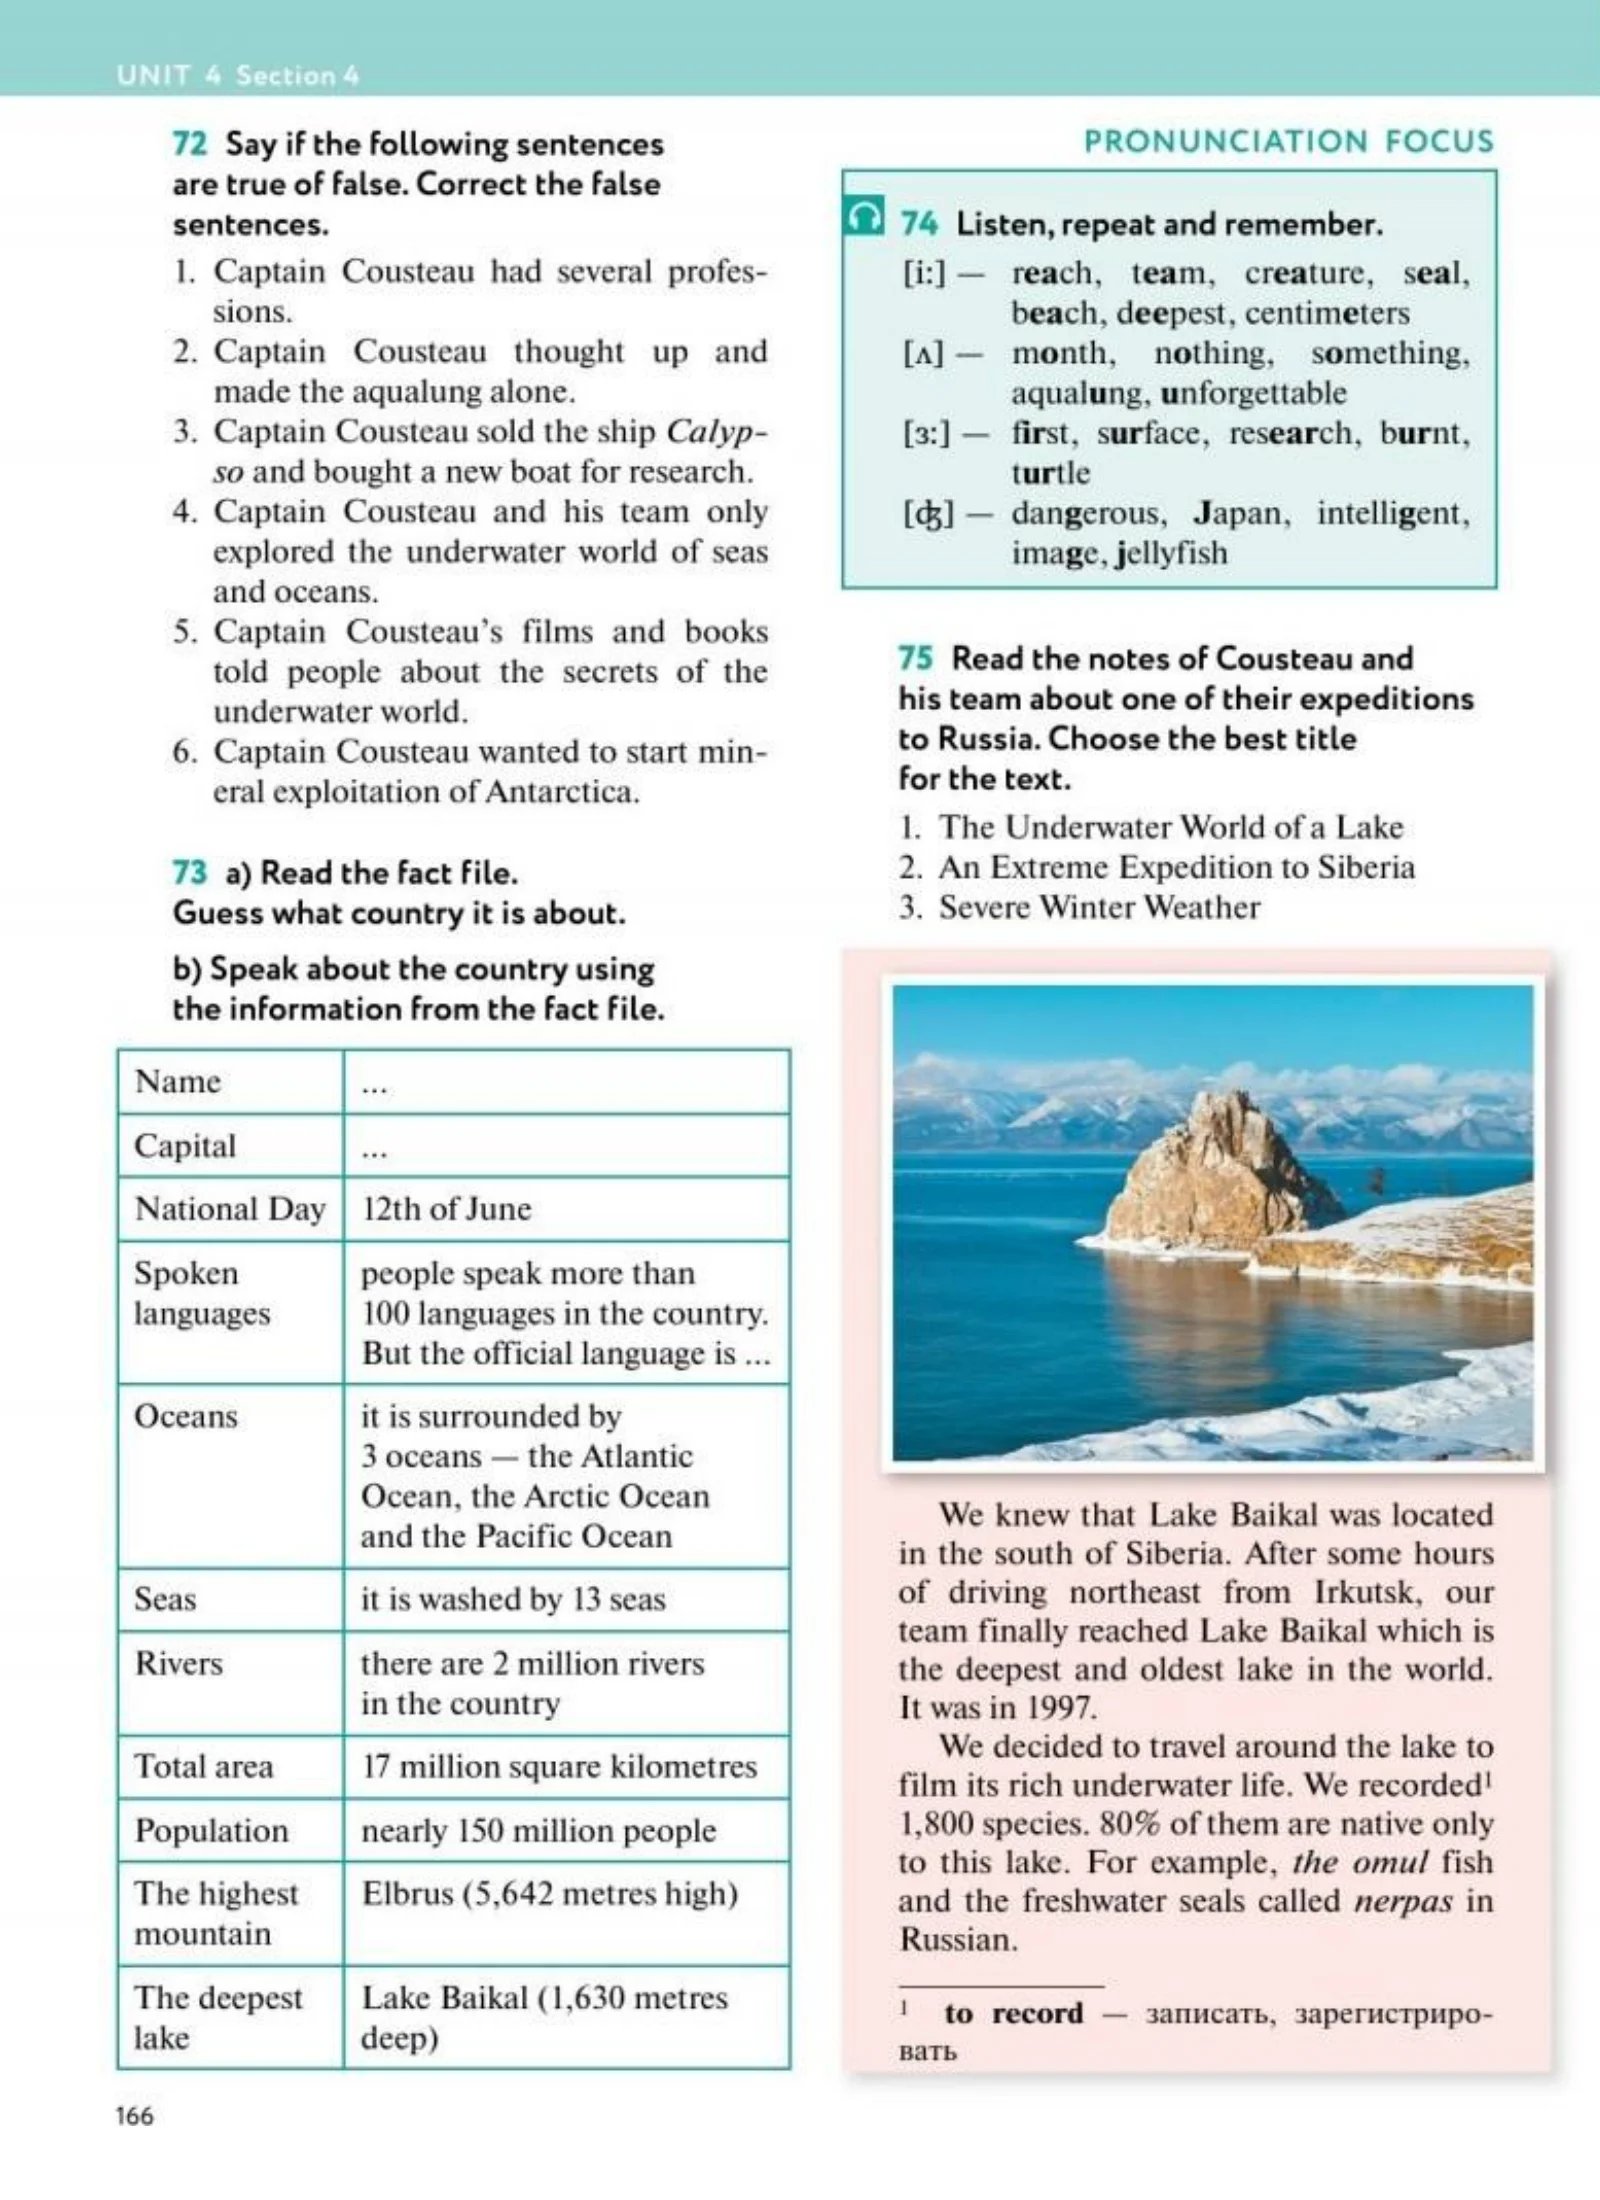 UNIT 4 Section 4
72 Say if the following sentences
are true of false. Correct the false
sentences.
1. Captain Cousteau had several profes-
sions.
2. Captain Cousteau thought up and
made the aqualung alone.
3. Captain Cousteau sold the ship Calyp-
so and bought a new boat for research.
4. Captain Cousteau and his team only
explored the underwater world of seas
and oceans.
5. Captain Cousteau's films and books
told people about the secrets of the
underwater world.
6. Captain Cousteau wanted to start min-
eral exploitation of Antarctica.
73 a) Read the fact file.
Guess what country it is about.
b) Speak about the country using
the information from the fact file.
Name ...
Capital ...
National Day 12th of June
Spoken
languages
people speak more than
100 languages in the country.
But the official language is ...
Oceans
it is surrounded by
3 oceans — the Atlantic
Ocean, the Arctic Ocean
and the Pacific Ocean
Seas it is washed by 13 seas
Rivers
there are 2 million rivers
in the country
Total area 17 million square kilometres
Population nearly 150 million people
The highest
mountain
Elbrus (5,642 metres high)
The deepest
lake
Lake Baikal (1,630 metres
deep)
166
PRONUNCIATION FOCUS
74 Listen, repeat and remember.
[i:] — reach, team, creature, seal,
beach, deepest, centimeters
[ʌ] — month, nothing, something,
aqualung, unforgettable
[ɜ:] — first, surface, research, burnt,
turtle
[ʤ] — dangerous, Japan, intelligent,
image, jellyfish
75 Read the notes of Cousteau and
his team about one of their expeditions
to Russia. Choose the best title
for the text.
1. The Underwater World of a Lake
2. An Extreme Expedition to Siberia
3. Severe Winter Weather
We knew that Lake Baikal was located
in the south of Siberia. After some hours
of driving northeast from Irkutsk, our
team finally reached Lake Baikal which is
the deepest and oldest lake in the world.
It was in 1997.
We decided to travel around the lake to
film its rich underwater life. We recorded¹
1,800 species. 80% of them are native only
to this lake. For example, the omul fish
and the freshwater seals called nerpas in
Russian.
¹ to record — записать, зарегистриро-
вать